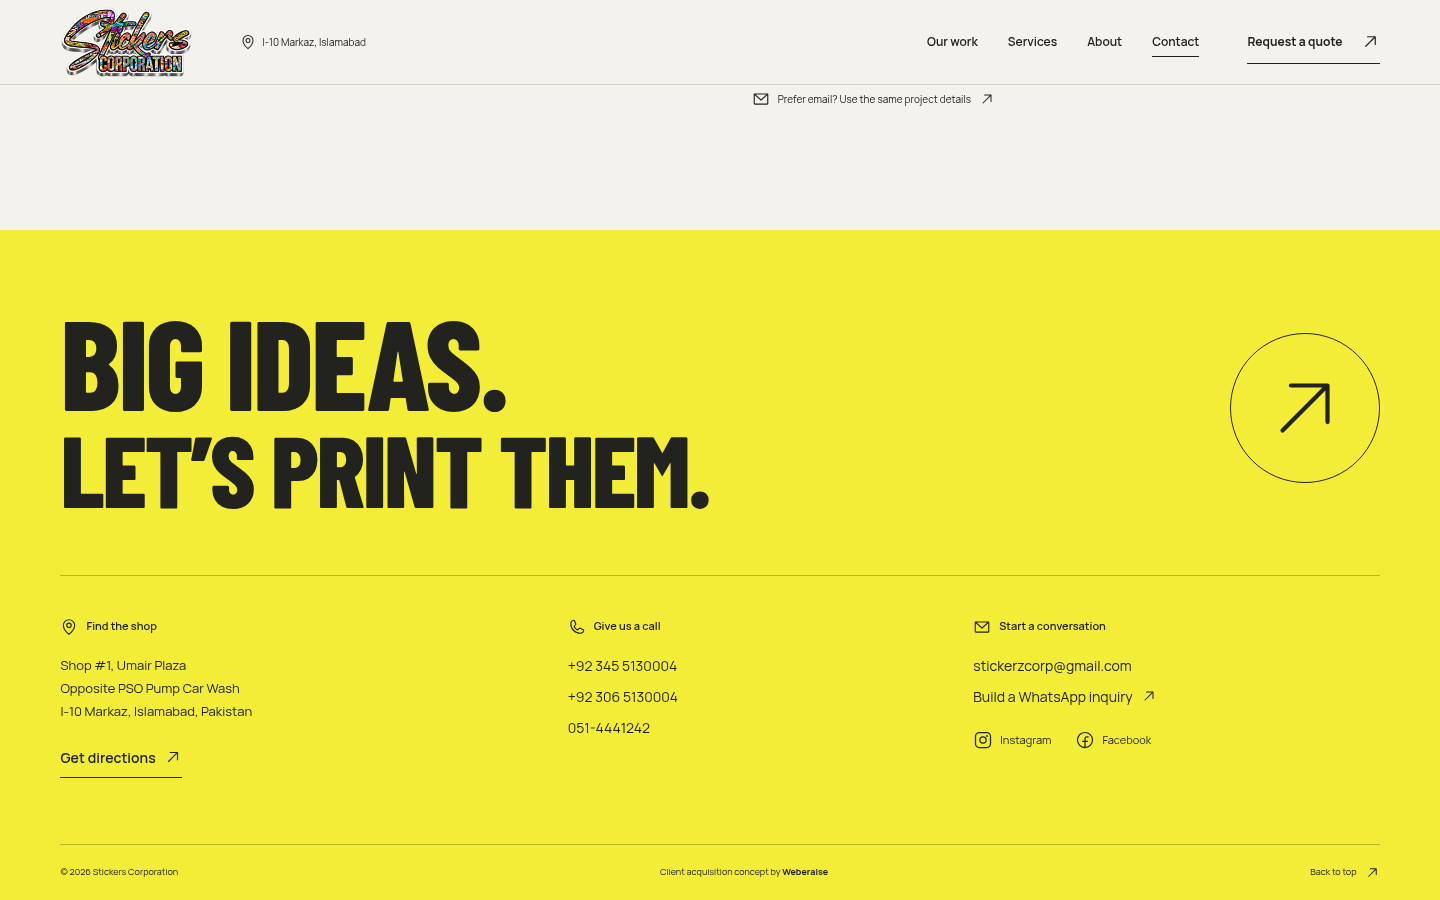 Stickers
CORPORATION
I-10 Markaz, Islamabad
Our work
Services
About
Contact
Request a quote
Prefer email? Use the same project details
BIG IDEAS.
LET’S PRINT THEM.
Find the shop
Shop #1, Umair Plaza
Opposite PSO Pump Car Wash
I-10 Markaz, Islamabad, Pakistan
Get directions
Give us a call
+92 345 5130004
+92 306 5130004
051-4441242
Start a conversation
stickerzcorp@gmail.com
Build a WhatsApp inquiry
Instagram
Facebook
© 2026 Stickers Corporation
Client acquisition concept by Weberaise
Back to top